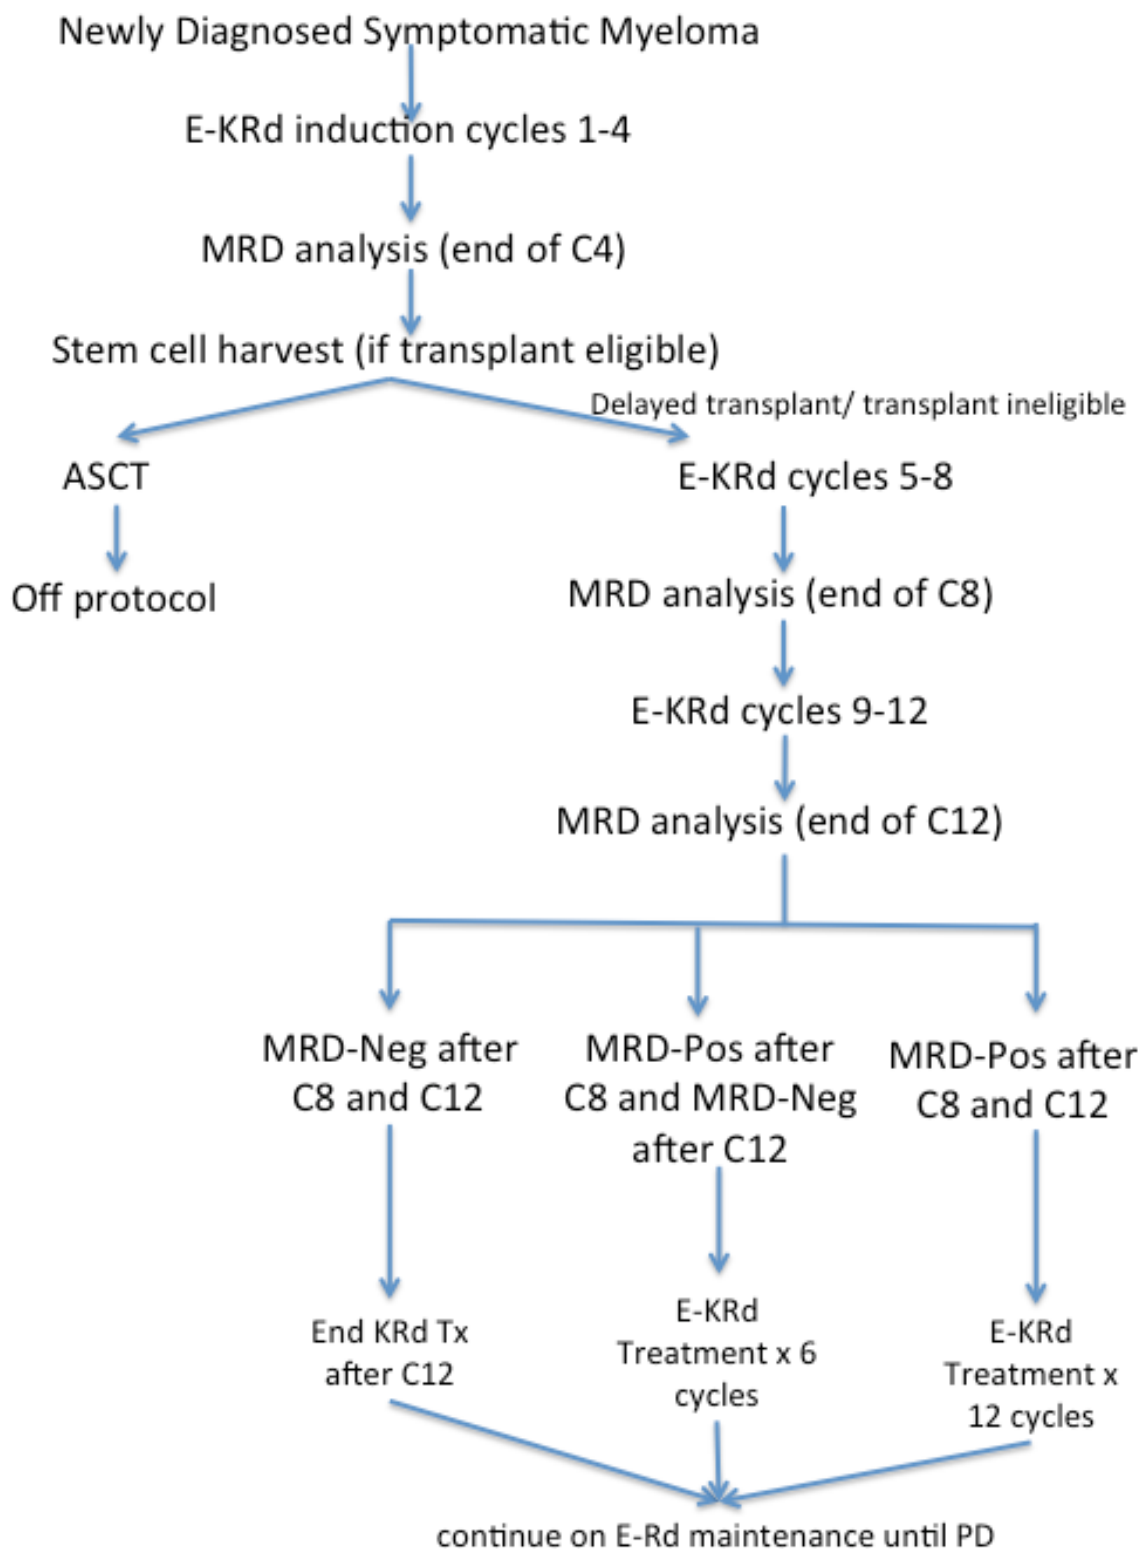 Newly Diagnosed Symptomatic Myeloma
E-KRd induction cycles 1-4
MRD analysis (end of C4)
Stem cell harvest (if transplant eligible)
Delayed transplant/ transplant ineligible
ASCT
Off protocol
E-KRd cycles 5-8
MRD analysis (end of C8)
E-KRd cycles 9-12
MRD analysis (end of C12)
MRD-Neg after
C8 and C12
MRD-Pos after
C8 and MRD-Neg
after C12
MRD-Pos after
C8 and C12
End KRd Tx
after C12
E-KRd
Treatment x 6
cycles
E-KRd
Treatment x
12 cycles
continue on E-Rd maintenance until PD